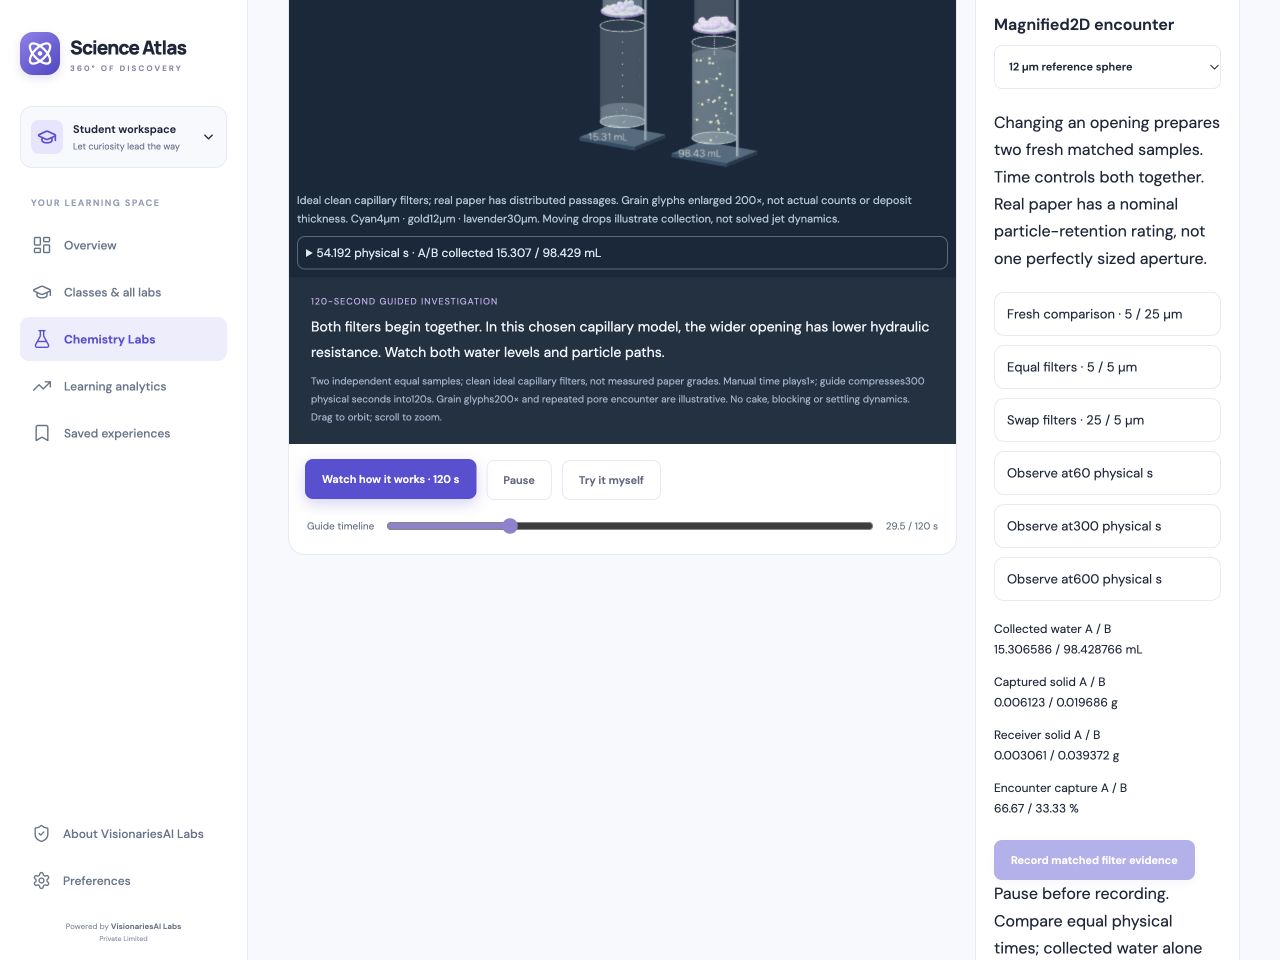 Science Atlas
360° OF DISCOVERY
Student workspace
Let curiosity lead the way
YOUR LEARNING SPACE
Overview
Classes & all labs
Chemistry Labs
Learning analytics
Saved experiences
About VisionariesAI Labs
Preferences
Powered by VisionariesAI Labs
Private Limited
15.31 mL
98.43 mL
Ideal clean capillary filters; real paper has distributed passages. Grain glyphs enlarged 200×, not actual counts or deposit
thickness. Cyan4µm · gold12µm · lavender30µm. Moving drops illustrate collection, not solved jet dynamics.
54.192 physical s · A/B collected 15.307 / 98.429 mL
120-SECOND GUIDED INVESTIGATION
Both filters begin together. In this chosen capillary model, the wider opening has lower hydraulic
resistance. Watch both water levels and particle paths.
Two independent equal samples; clean ideal capillary filters, not measured paper grades. Manual time plays1×; guide compresses300
physical seconds into120s. Grain glyphs200× and repeated pore encounter are illustrative. No cake, blocking or settling dynamics.
Drag to orbit; scroll to zoom.
Watch how it works · 120 s
Pause
Try it myself
Guide timeline
29.5 / 120 s
Magnified2D encounter
12 µm reference sphere
Changing an opening prepares
two fresh matched samples.
Time controls both together.
Real paper has a nominal
particle-retention rating, not
one perfectly sized aperture.
Fresh comparison · 5 / 25 µm
Equal filters · 5 / 5 µm
Swap filters · 25 / 5 µm
Observe at60 physical s
Observe at300 physical s
Observe at600 physical s
Collected water A / B
15.306586 / 98.428766 mL
Captured solid A / B
0.006123 / 0.019686 g
Receiver solid A / B
0.003061 / 0.039372 g
Encounter capture A / B
66.67 / 33.33 %
Record matched filter evidence
Pause before recording.
Compare equal physical
times; collected water alone